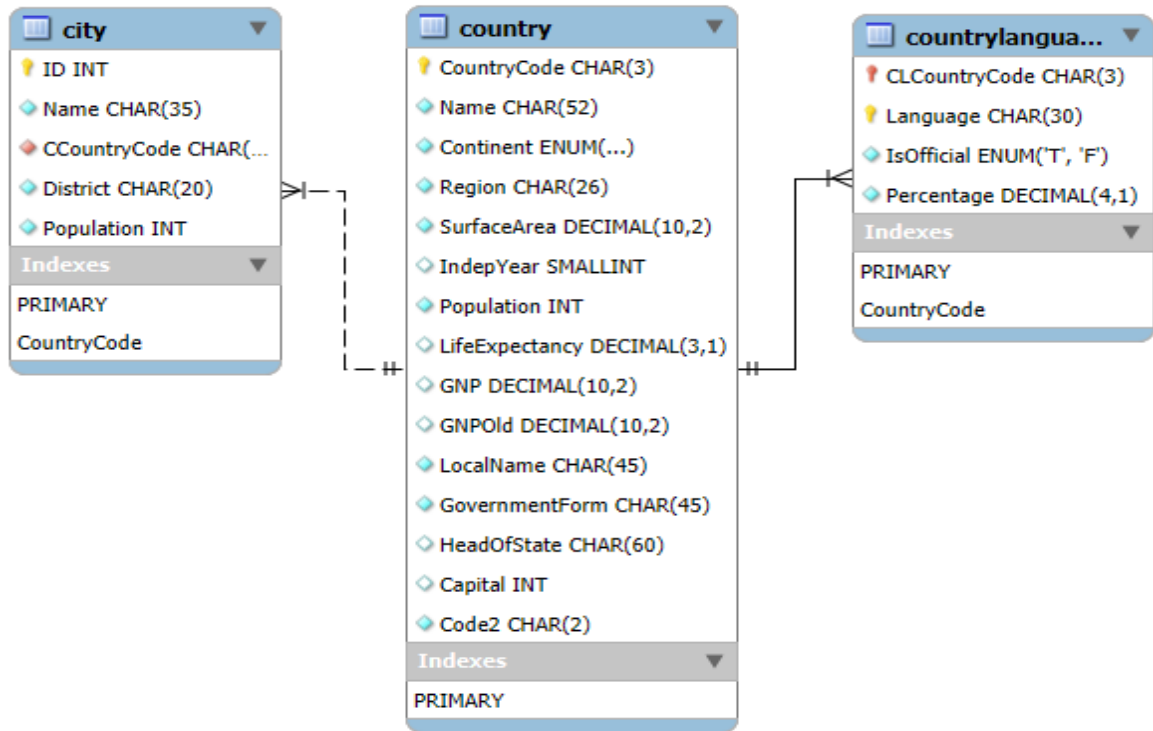 city
ID INT
Name CHAR(35)
CCountryCode CHAR(...
District CHAR(20)
Population INT
Indexes
PRIMARY
CountryCode
country
CountryCode CHAR(3)
Name CHAR(52)
Continent ENUM(...)
Region CHAR(26)
SurfaceArea DECIMAL(10,2)
IndepYear SMALLINT
Population INT
LifeExpectancy DECIMAL(3,1)
GNP DECIMAL(10,2)
GNPOld DECIMAL(10,2)
LocalName CHAR(45)
GovernmentForm CHAR(45)
HeadOfState CHAR(60)
Capital INT
Code2 CHAR(2)
Indexes
PRIMARY
countrylangua...
CLCountryCode CHAR(3)
Language CHAR(30)
IsOfficial ENUM('T', 'F')
Percentage DECIMAL(4,1)
Indexes
PRIMARY
CountryCode